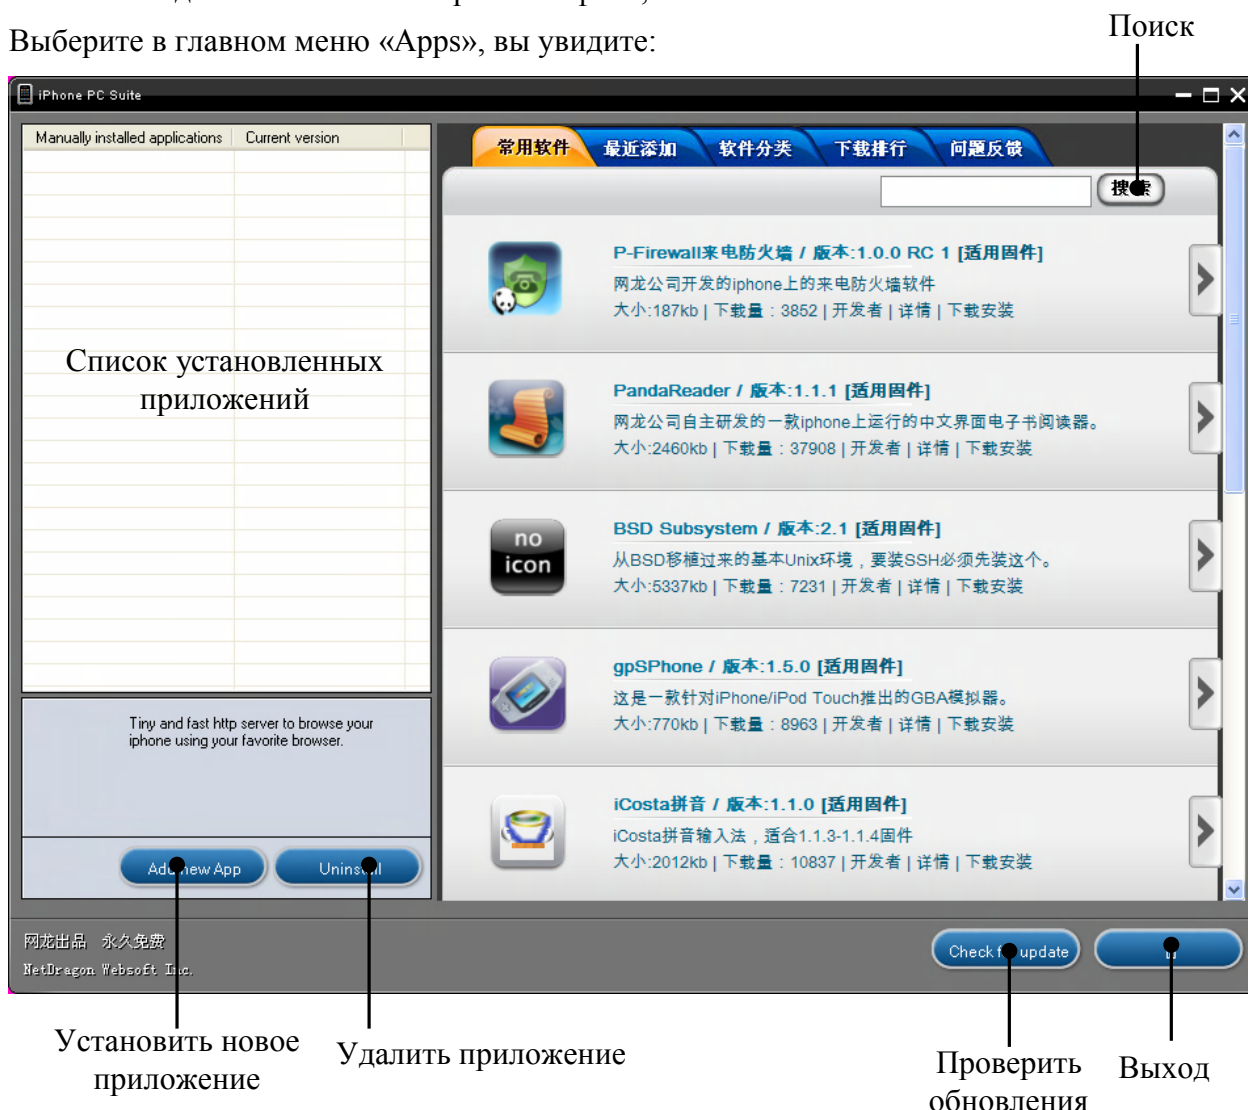 Выберите в главном меню «Apps», вы увидите:
Поиск
iPhone PC Suite
Manually installed applications Current version
常用软件 最近添加 软件分类 下载排行 问题反馈
P-Firewall来电防火墙 / 版本:1.0.0 RC 1 [适用固件]
网龙公司开发的iphone上的来电防火墙软件
大小:187kb | 下载量：3852 | 开发者 | 详情 | 下载安装
Список установленных
приложений
PandaReader / 版本:1.1.1 [适用固件]
网龙公司自主研发的一款iphone上运行的中文界面电子书阅读器。
大小:2460kb | 下载量：37908 | 开发者 | 详情 | 下载安装
no
icon
BSD Subsystem / 版本:2.1 [适用固件]
从BSD移植过来的基本Unix环境，要装SSH必须先装这个。
大小:5337kb | 下载量：7231 | 开发者 | 详情 | 下载安装
gpSPhone / 版本:1.5.0 [适用固件]
这是一款针对iPhone/iPod Touch推出的GBA模拟器。
大小:770kb | 下载量：8963 | 开发者 | 详情 | 下载安装
Tiny and fast http server to browse your
iphone using your favorite browser.
iCosta拼音 / 版本:1.1.0 [适用固件]
iCosta拼音输入法，适合1.1.3-1.1.4固件
大小:2012kb | 下载量：10837 | 开发者 | 详情 | 下载安装
Add new App Uninstall
网龙出品 永久免费
NetDragon Websoft Inc.
Check for update
Установить новое
приложение
Удалить приложение
Проверить
обновления
Выход